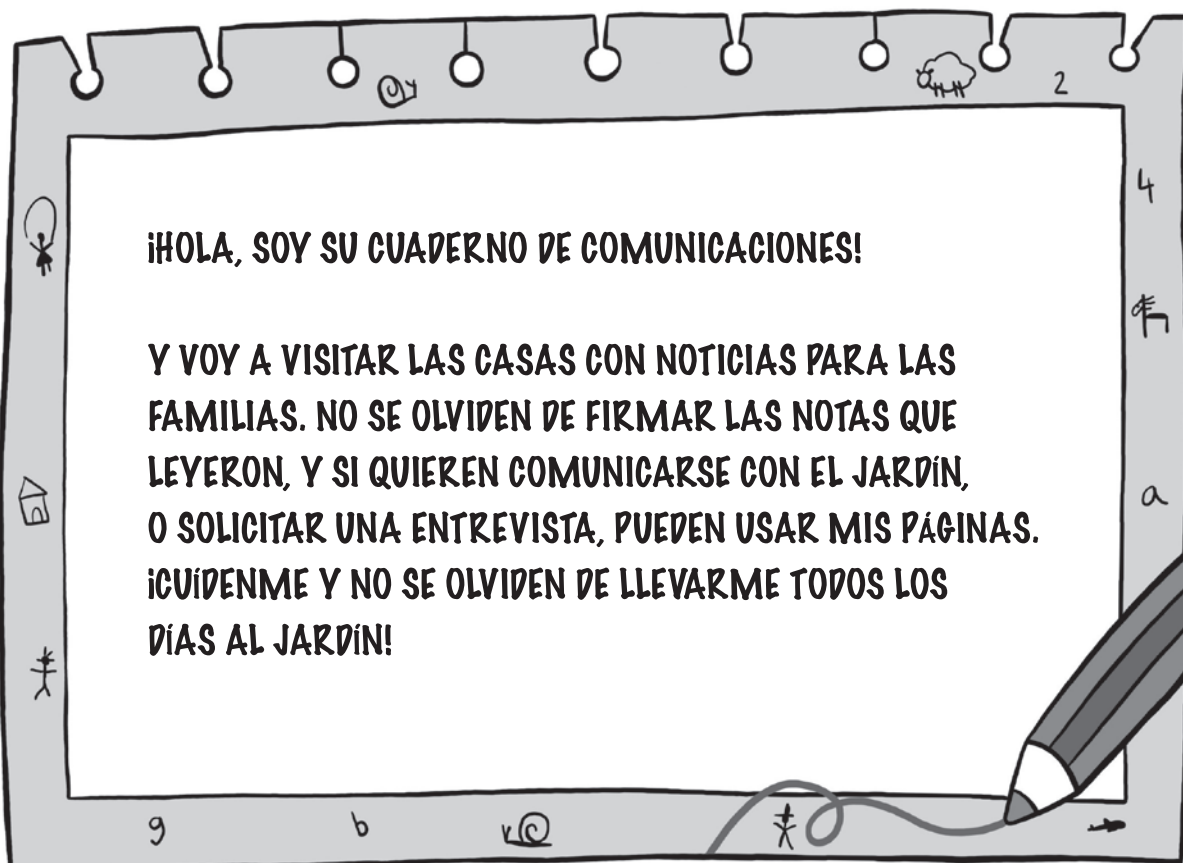 ¡HOLA, SOY SU CUADERNO DE COMUNICACIONES!
Y VOY A VISITAR LAS CASAS CON NOTICIAS PARA LAS
FAMILIAS. NO SE OLVIDEN DE FIRMAR LAS NOTAS QUE
LEYERON, Y SI QUIEREN COMUNICARSE CON EL JARDÍN,
O SOLICITAR UNA ENTREVISTA, PUEDEN USAR MIS PÁGINAS.
¡CUÍDENME Y NO SE OLVIDEN DE LLEVARME TODOS LOS
DÍAS AL JARDÍN!
2
4
a
g
b